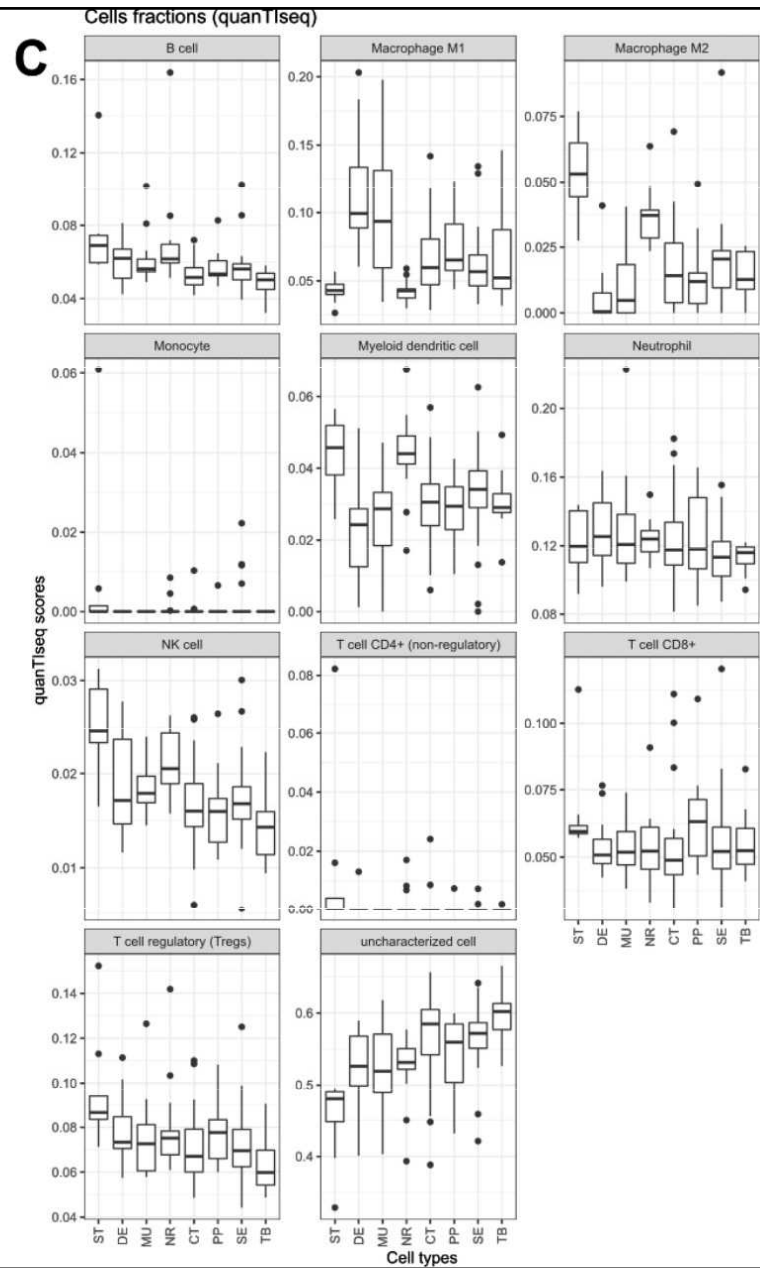 Cells fractions (quanTIseq)
C
B cell
Macrophage M1
Macrophage M2
0.16
0.12
0.08
0.04
0.20
0.15
0.10
0.05
0.075
0.050
0.025
0.000
Monocyte
Myeloid dendritic cell
Neutrophil
0.06
0.04
0.02
0.00
0.06
0.04
0.02
0.00
0.20
0.16
0.12
0.08
quanTIseq scores
NK cell
T cell CD4+ (non-regulatory)
T cell CD8+
0.03
0.02
0.01
0.08
0.06
0.04
0.02
0.00
0.100
0.075
0.050
ST DE MU NR CT PP SE TB
T cell regulatory (Tregs)
uncharacterized cell
0.14
0.12
0.10
0.08
0.06
0.04
0.6
0.5
0.4
ST DE MU NR CT PP SE TB
ST DE MU NR CT PP SE TB
Cell types